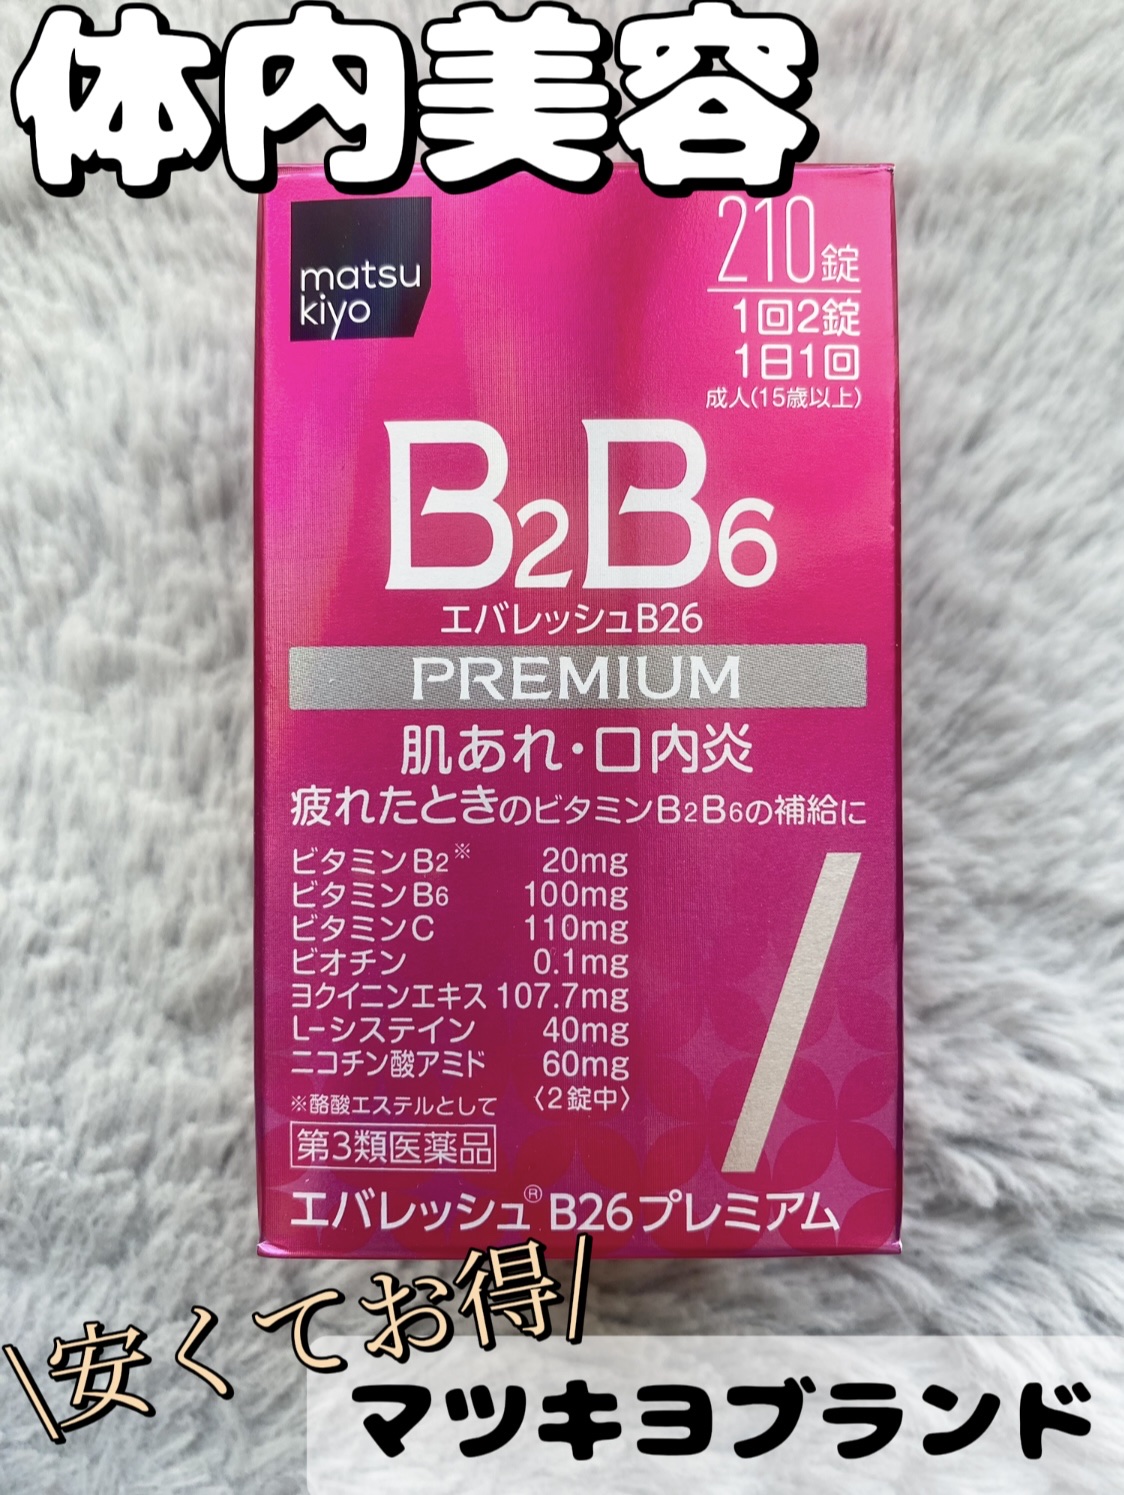 体内美容
matsu
kiyo
210錠
1回2錠
1日1回
成人(15歳以上)
B2B6
エバレッシュB26
PREMIUM
肌あれ・口内炎
疲れたときのビタミンB2B6の補給に
ビタミンB2※ 20mg
ビタミンB6 100mg
ビタミンC 110mg
ビオチン 0.1mg
ヨクイニンエキス 107.7mg
L-システイン 40mg
ニコチン酸アミド 60mg
※酪酸エステルとして 〈2錠中〉
第3類医薬品
エバレッシュ® B26プレミアム
\安くてお得/
マツキヨブランド